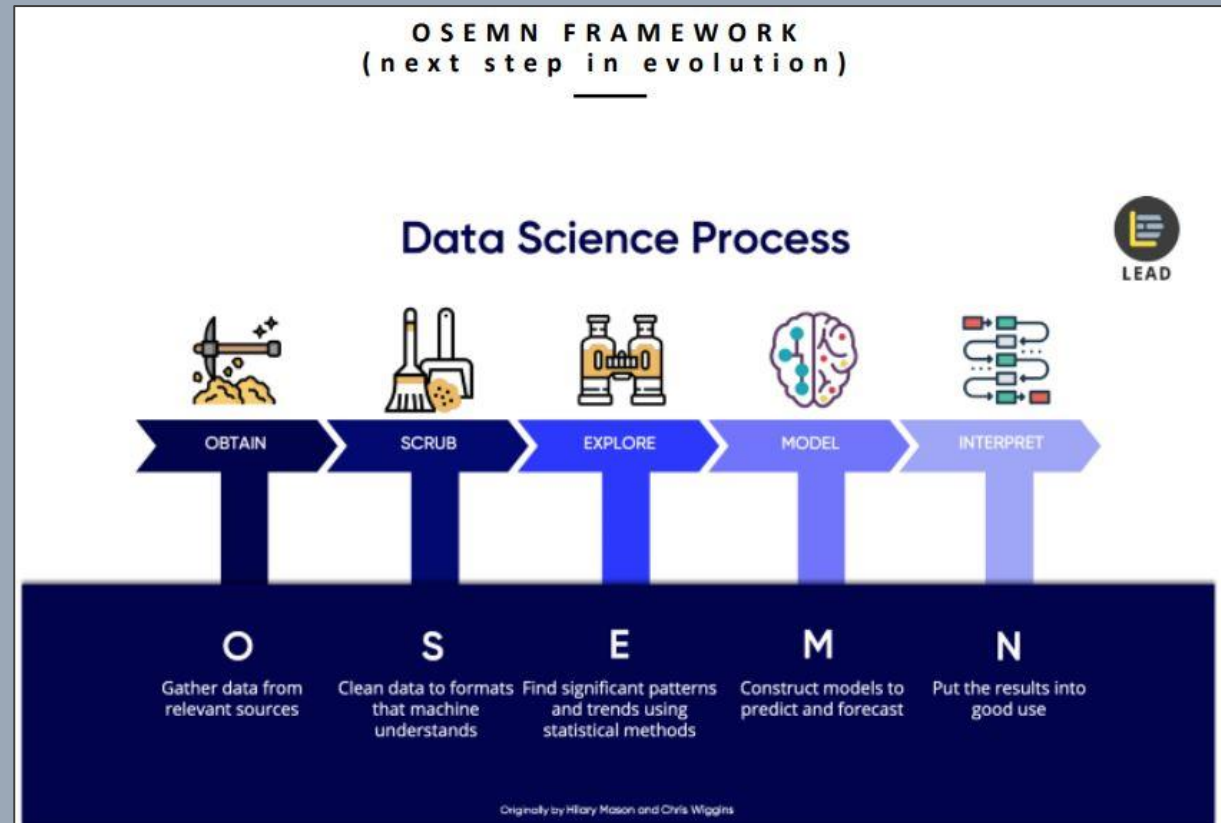 OSEMN FRAMEWORK
(next step in evolution)
Data Science Process
LEAD
OBTAIN
SCRUB
EXPLORE
MODEL
INTERPRET
O
Gather data from
relevant sources
S
Clean data to formats
that machine
understands
E
Find significant patterns
and trends using
statistical methods
M
Construct models to
predict and forecast
N
Put the results into
good use
Originally by Hilary Mason and Chris Wiggins